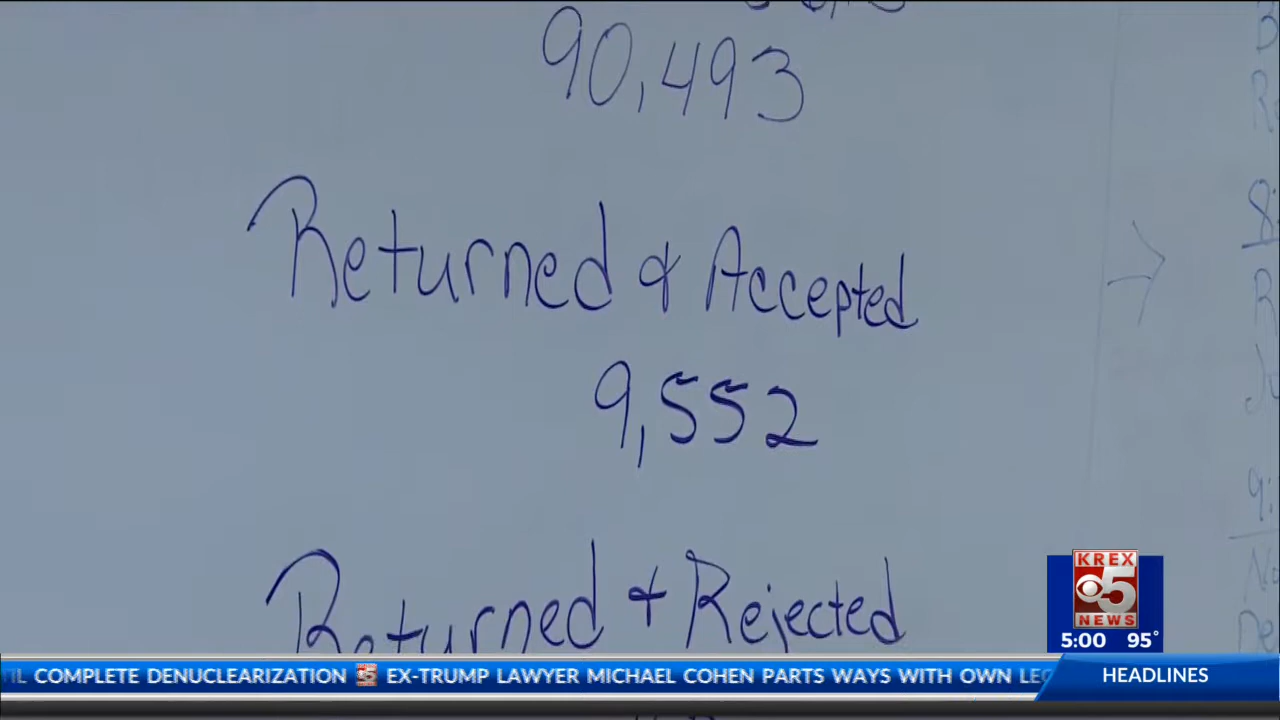 90,493
Returned & Accepted
9,552
Returned + Rejected
KREX
5
NEWS
5:00 95°
COMPLETE DENUCLEARIZATION 5 EX-TRUMP LAWYER MICHAEL COHEN PARTS WAYS WITH OWN
HEADLINES